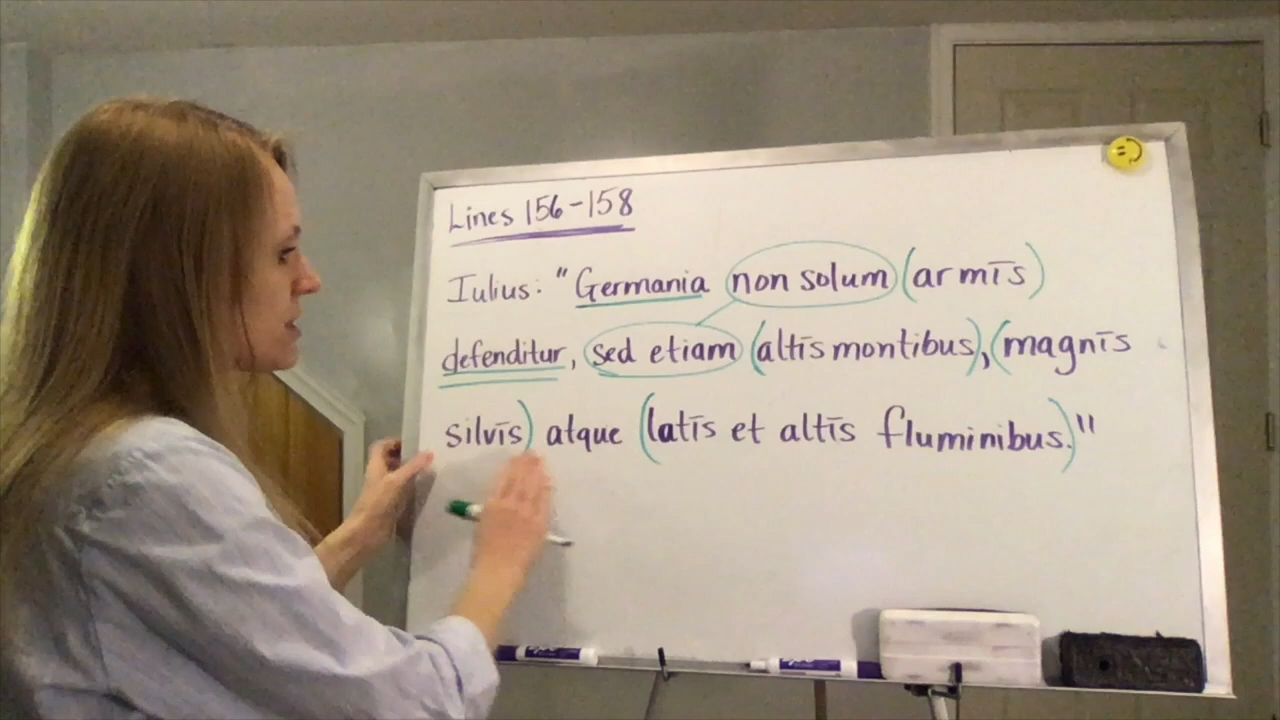 Lines 156-158
Iulius: "Germania non solum (armīs)
defenditur, sed etiam (altīs montibus), (magnīs
silvīs) atque (latīs et altīs fluminibus."